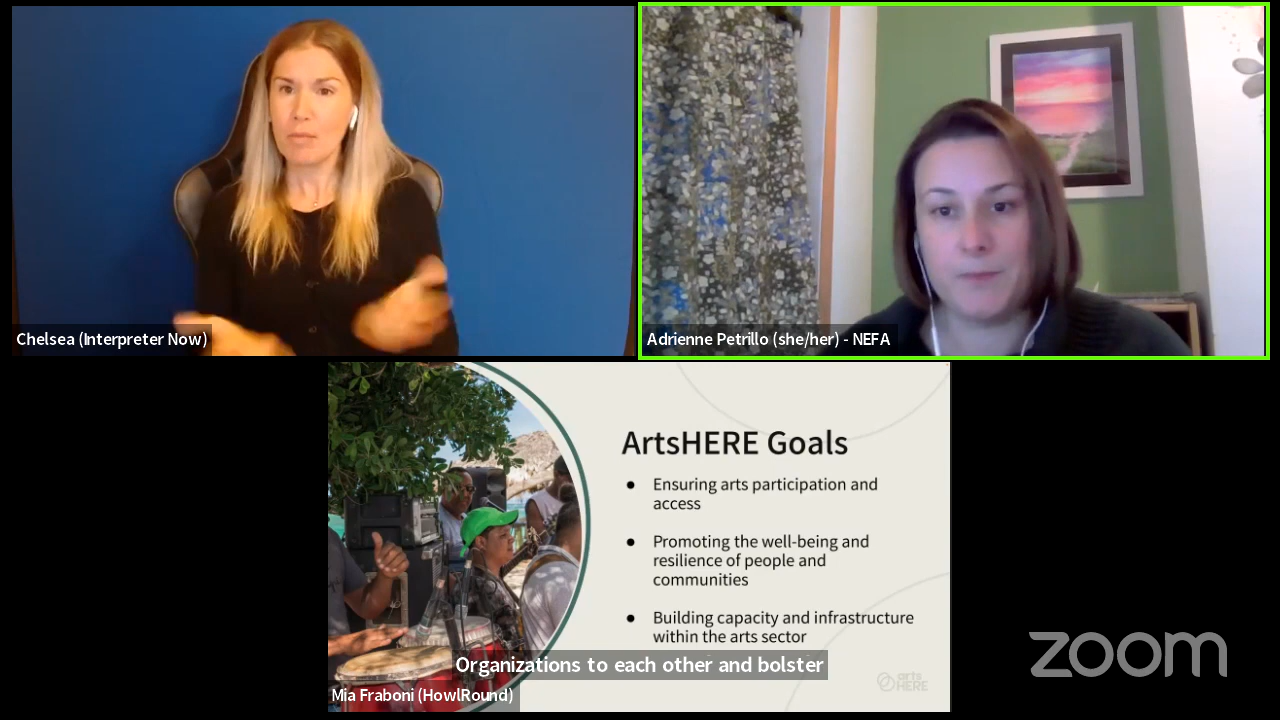 Chelsea (Interpreter Now)
Adrienne Petrillo (she/her) - NEFA
ArtsHERE Goals
• Ensuring arts participation and
access
• Promoting the well-being and
resilience of people and
communities
• Building capacity and infrastructure
within the arts sector
Organizations to each other and bolster
Mia Fraboni (HowlRound)
arts
HERE
zoom